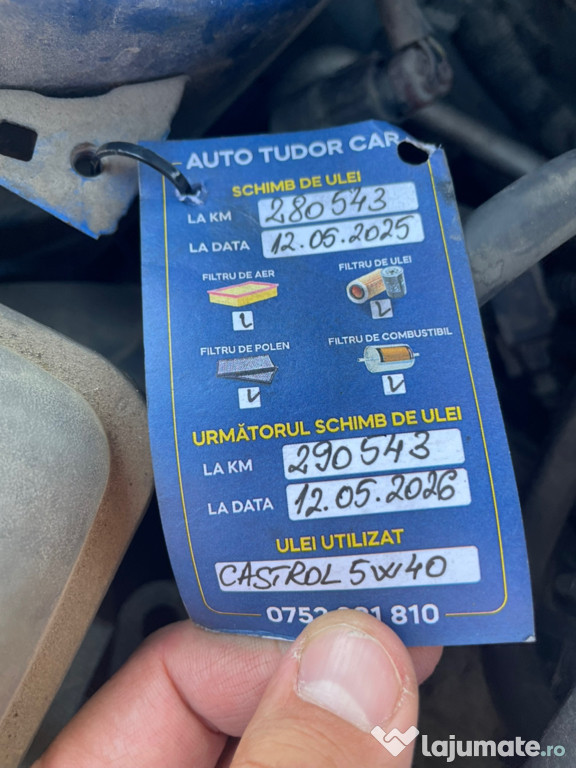 AUTO TUDOR CAR
SCHIMB DE ULEI
LA KM 280543
LA DATA 12.05.2025
FILTRU DE AER
FILTRU DE ULEI
FILTRU DE POLEN
FILTRU DE COMBUSTIBIL
URMĂTORUL SCHIMB DE ULEI
LA KM 290543
LA DATA 12.05.2026
ULEI UTILIZAT
CASTROL 5W40
810
lajumate.ro